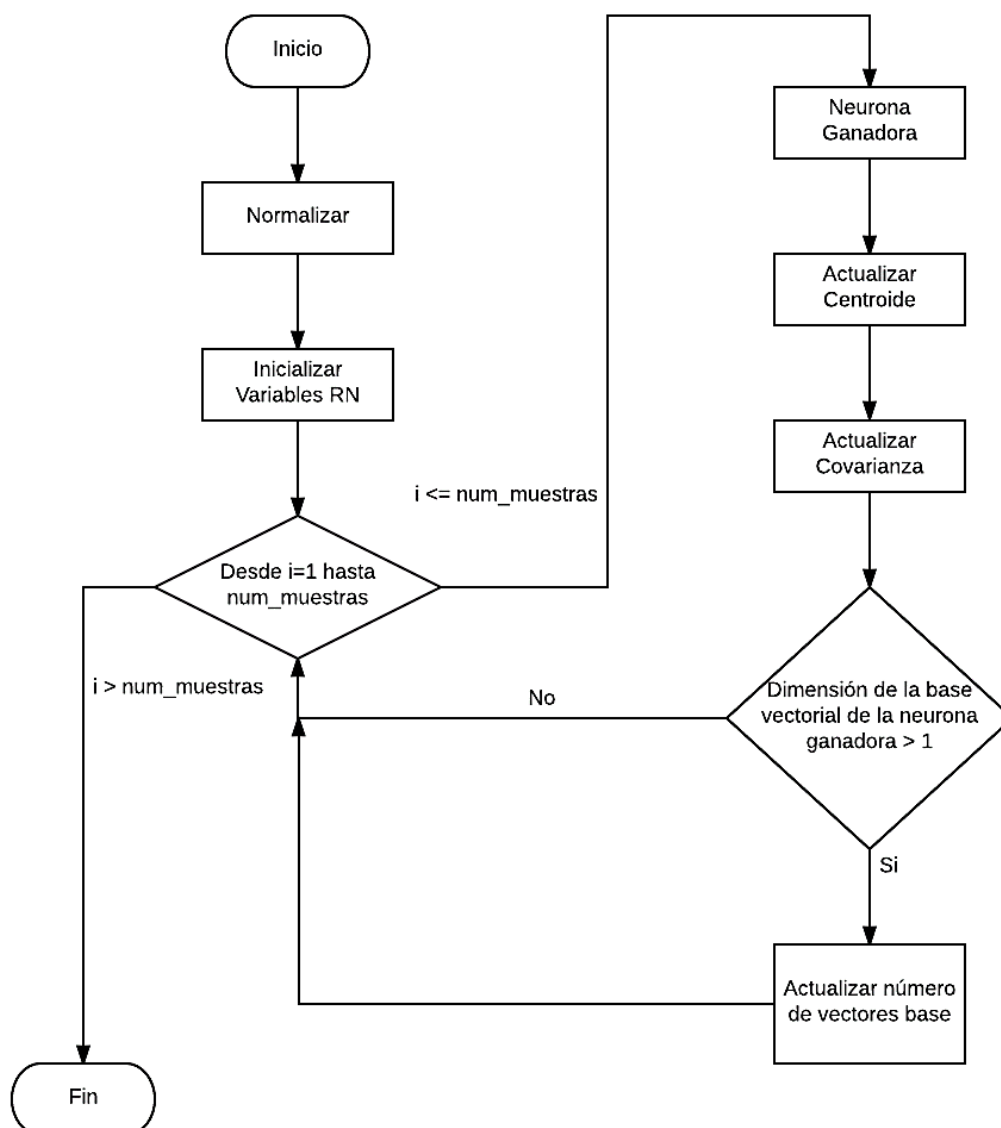 Inicio
Normalizar
Inicializar
Variables RN
Desde i=1 hasta
num_muestras
i <= num_muestras
i > num_muestras
Neurona
Ganadora
Actualizar
Centroide
Actualizar
Covarianza
Dimensión de la base
vectorial de la neurona
ganadora > 1
No
Si
Actualizar número
de vectores base
Fin